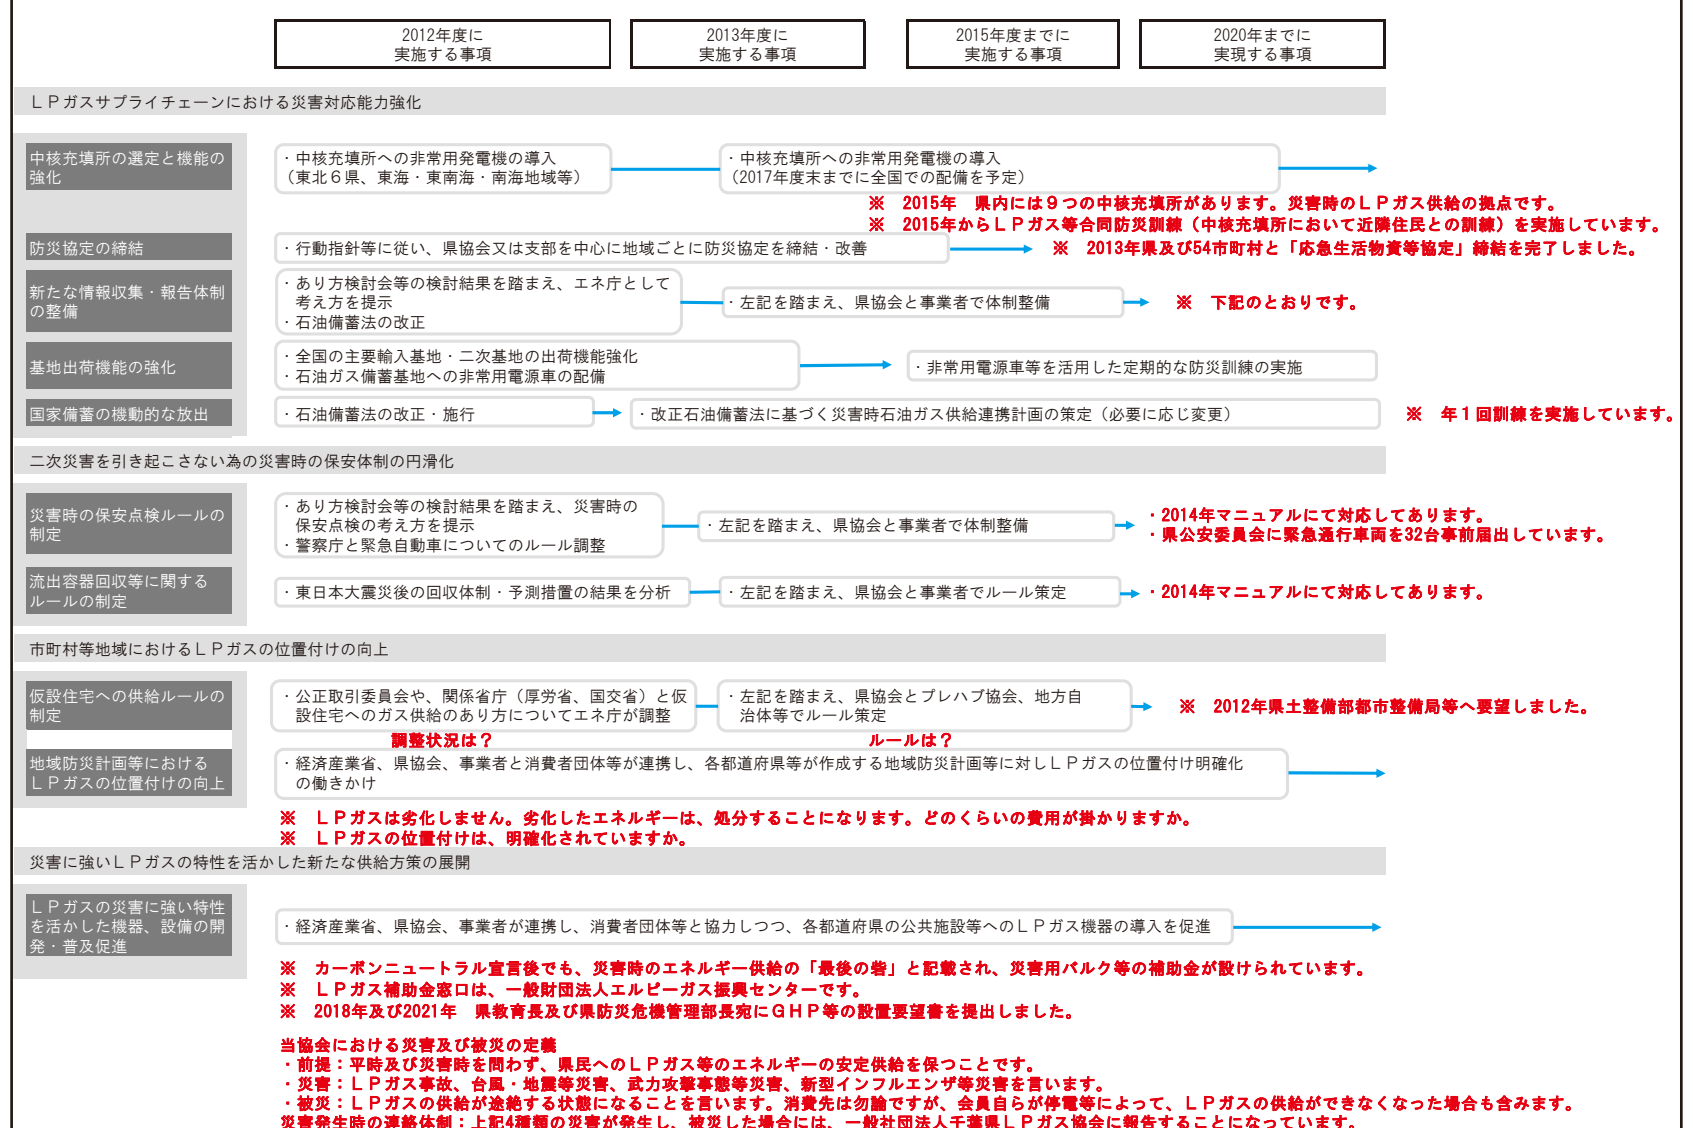 2012年度に
実施する事項
2013年度に
実施する事項
2015年度までに
実施する事項
2020年までに
実現する事項
ＬＰガスサプライチェーンにおける災害対応能力強化
中核充填所の選定と機能の
強化
・中核充填所への非常用発電機の導入
（東北６県、東海・東南海・南海地域等）
・中核充填所への非常用発電機の導入
（2017年度末までに全国での配備を予定）
※　2015年　県内には９つの中核充填所があります。災害時のＬＰガス供給の拠点です。
※　2015年からＬＰガス等合同防災訓練（中核充填所において近隣住民との訓練）を実施しています。
防災協定の締結
・行動指針等に従い、県協会又は支部を中心に地域ごとに防災協定を締結・改善
※　2013年県及び54市町村と「応急生活物資等協定」締結を完了しました。
新たな情報収集・報告体制
の整備
・あり方検討会等の検討結果を踏まえ、エネ庁として
考え方を提示
・石油備蓄法の改正
・左記を踏まえ、県協会と事業者で体制整備
※　下記のとおりです。
基地出荷機能の強化
・全国の主要輸入基地・二次基地の出荷機能強化
・石油ガス備蓄基地への非常用電源車の配備
・非常用電源車等を活用した定期的な防災訓練の実施
国家備蓄の機動的な放出
・石油備蓄法の改正・施行
・改正石油備蓄法に基づく災害時石油ガス供給連携計画の策定（必要に応じ変更）
※　年１回訓練を実施しています。
二次災害を引き起こさない為の災害時の保安体制の円滑化
災害時の保安点検ルールの
制定
・あり方検討会等の検討結果を踏まえ、災害時の
保安点検の考え方を提示
・警察庁と緊急自動車についてのルール調整
・左記を踏まえ、県協会と事業者で体制整備
・2014年マニュアルにて対応してあります。
・県公安委員会に緊急通行車両を32台事前届出しています。
流出容器回収等に関する
ルールの制定
・東日本大震災後の回収体制・予測措置の結果を分析
・左記を踏まえ、県協会と事業者でルール策定
・2014年マニュアルにて対応してあります。
市町村等地域におけるＬＰガスの位置付けの向上
仮設住宅への供給ルールの
制定
・公正取引委員会や、関係省庁（厚労省、国交省）と仮
設住宅へのガス供給のあり方についてエネ庁が調整
・左記を踏まえ、県協会とプレハブ協会、地方自
治体等でルール策定
※　2012年県土整備部都市整備局等へ要望しました。
調整状況は？
ルールは？
地域防災計画等における
ＬＰガスの位置付けの向上
・経済産業省、県協会、事業者と消費者団体等が連携し、各都道府県等が作成する地域防災計画等に対しＬＰガスの位置付け明確化
の働きかけ
※　ＬＰガスは劣化しません。劣化したエネルギーは、処分することになります。どのくらいの費用が掛かりますか。
※　ＬＰガスの位置付けは、明確化されていますか。
災害に強いＬＰガスの特性を活かした新たな供給方策の展開
ＬＰガスの災害に強い特性
を活かした機器、設備の開
発・普及促進
・経済産業省、県協会、事業者が連携し、消費者団体等と協力しつつ、各都道府県の公共施設等へのＬＰガス機器の導入を促進
※　カーボンニュートラル宣言後でも、災害時のエネルギー供給の「最後の砦」と記載され、災害用バルク等の補助金が設けられています。
※　ＬＰガス補助金窓口は、一般財団法人エルピーガス振興センターです。
※　2018年及び2021年　県教育長及び県防災危機管理部長宛にＧＨＰ等の設置要望書を提出しました。
当協会における災害及び被災の定義
・前提：平時及び災害時を問わず、県民へのＬＰガス等のエネルギーの安定供給を保つことです。
・災害：ＬＰガス事故、台風・地震等災害、武力攻撃事態等災害、新型インフルエンザ等災害を言います。
・被災：ＬＰガスの供給が途絶する状態になることを言います。消費先は勿論ですが、会員自らが停電等によって、ＬＰガスの供給ができなくなった場合も含みます。
災害発生時の連絡体制：上記4種類の災害が発生し、被災した場合には、一般社団法人千葉県ＬＰガス協会に報告することになっています。